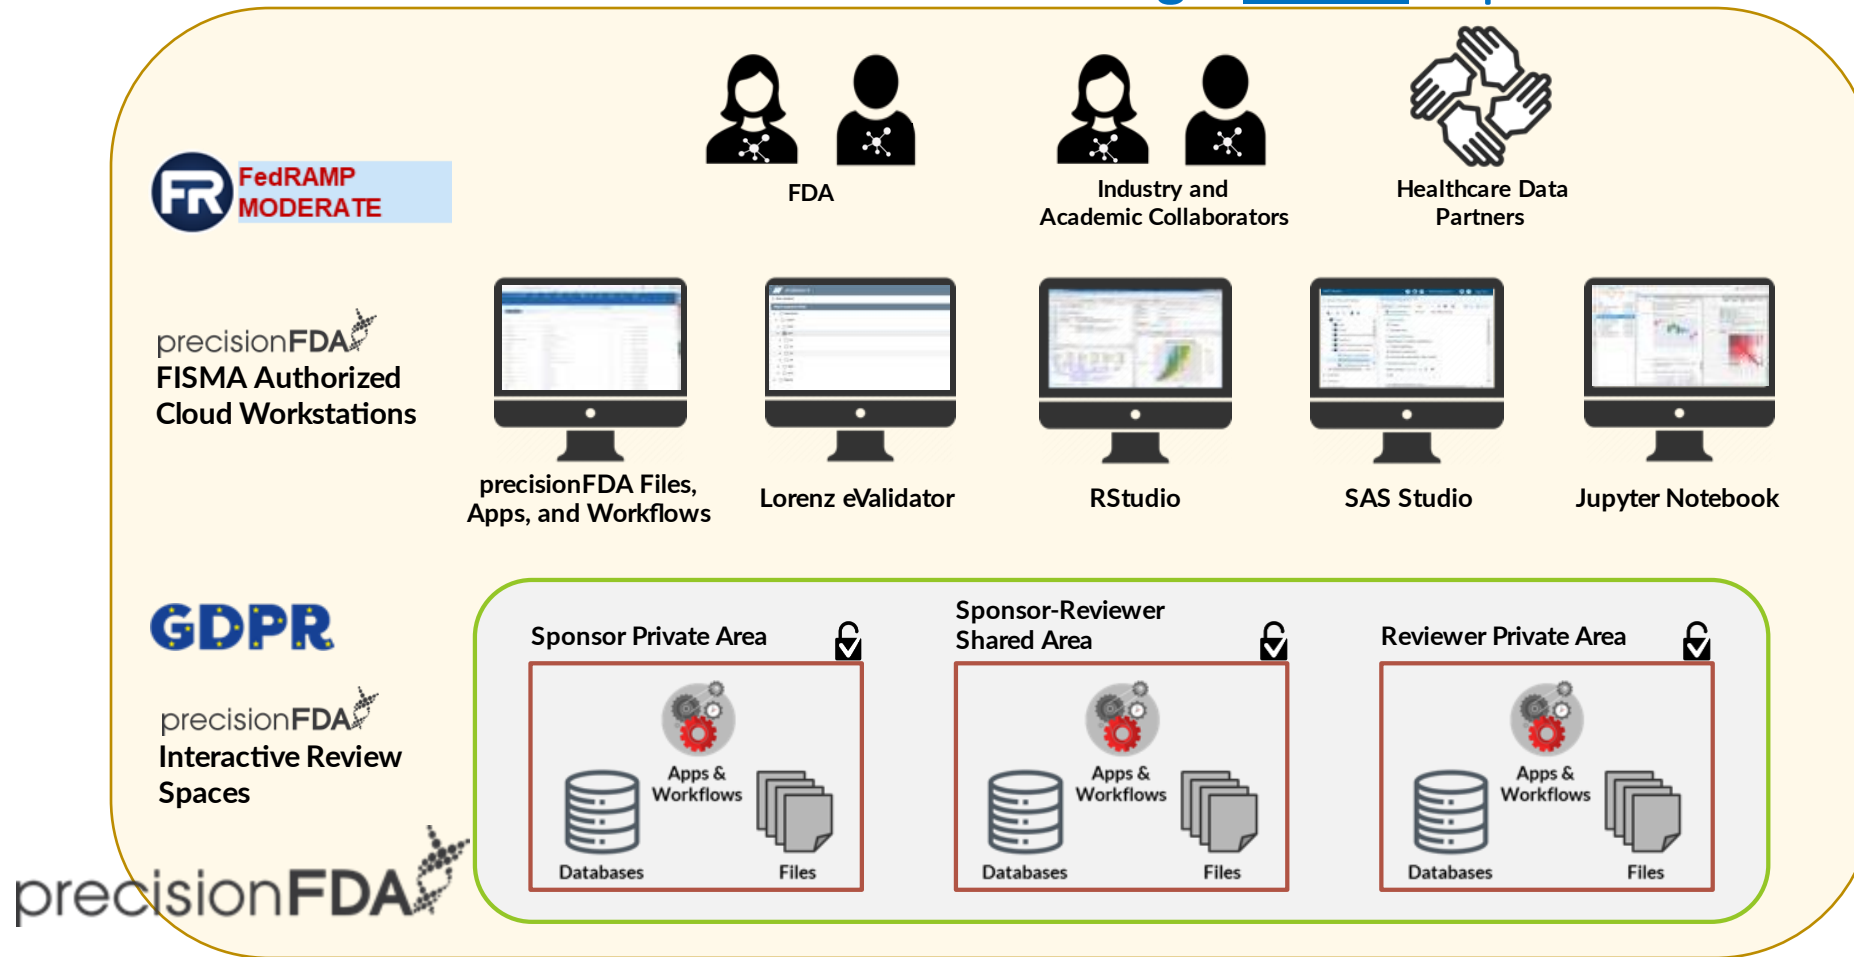 FDA
Industry and
Academic Collaborators
Healthcare Data
Partners
FR
FedRAMP
MODERATE
precisionFDA
FISMA Authorized
Cloud Workstations
precisionFDA Files,
Apps, and Workflows
Lorenz eValidator
RStudio
SAS Studio
Jupyter Notebook
GDPR
precisionFDA
Interactive Review
Spaces
Sponsor Private Area
Apps &
Workflows
Databases
Files
Sponsor-Reviewer
Shared Area
Apps &
Workflows
Databases
Files
Reviewer Private Area
Apps &
Workflows
Databases
Files
precisionFDA